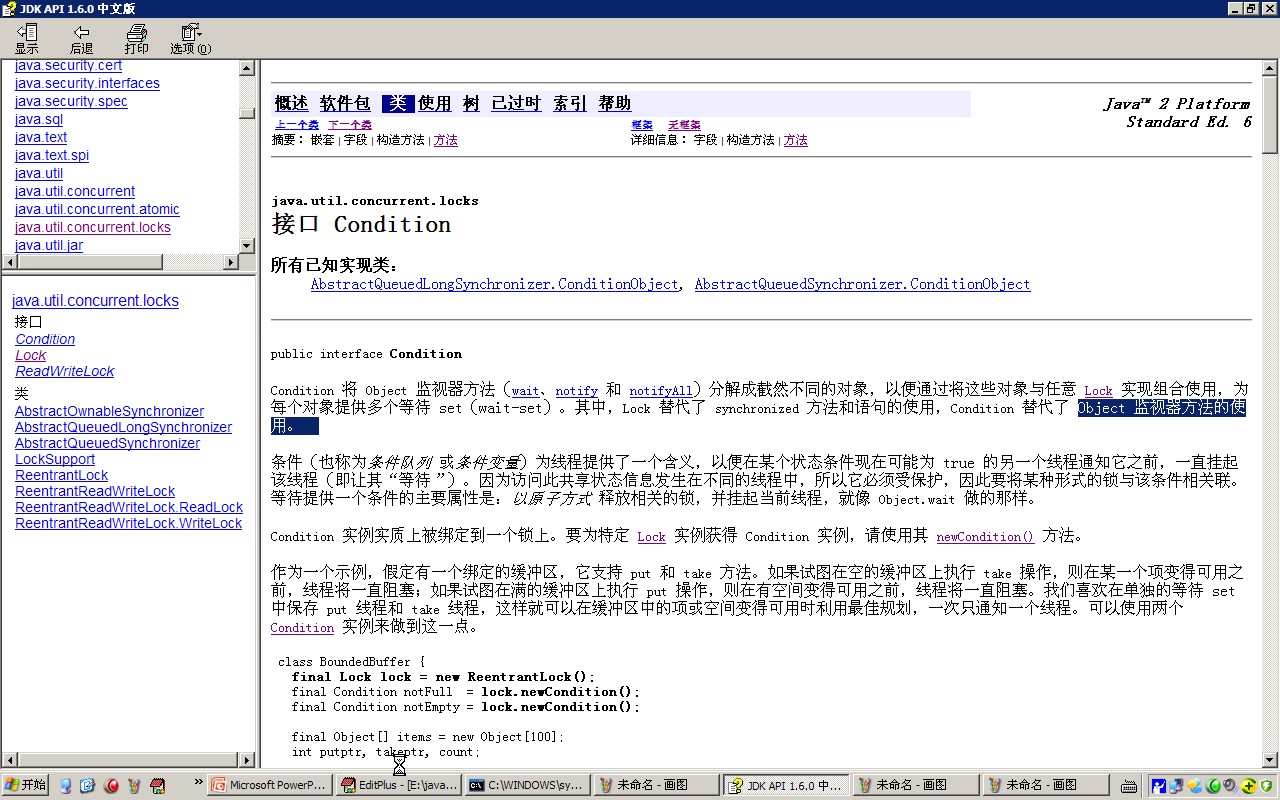 JDK API 1.6.0 中文版
显示 后退 打印 选项(O)
java.security.cert
java.security.interfaces
java.security.spec
java.sql
java.text
java.text.spi
java.util
java.util.concurrent
java.util.concurrent.atomic
java.util.concurrent.locks
java.util.jar
java.util.concurrent.locks
接口
Condition
Lock
ReadWriteLock
类
AbstractOwnableSynchronizer
AbstractQueuedLongSynchronizer
AbstractQueuedSynchronizer
LockSupport
ReentrantLock
ReentrantReadWriteLock
ReentrantReadWriteLock.ReadLock
ReentrantReadWriteLock.WriteLock
概述 软件包 类 使用 树 已过时 索引 帮助
Java™ 2 Platform
Standard Ed. 6
上一个类 下一个类 框架 无框架
摘要: 嵌套 | 字段 | 构造方法 | 方法 详细信息: 字段 | 构造方法 | 方法
java.util.concurrent.locks
接口 Condition
所有已知实现类:
AbstractQueuedLongSynchronizer.ConditionObject, AbstractQueuedSynchronizer.ConditionObject
public interface Condition
Condition 将 Object 监视器方法（wait、notify 和 notifyAll）分解成截然不同的对象，以便通过将这些对象与任意 Lock 实现组合使用，为
每个对象提供多个等待 set（wait-set）。其中，Lock 替代了 synchronized 方法和语句的使用，Condition 替代了 Object 监视器方法的使
用。
条件（也称为条件队列 或条件变量）为线程提供了一个含义，以便在某个状态条件现在可能为 true 的另一个线程通知它之前，一直挂起
该线程（即让其“等待”）。因为访问此共享状态信息发生在不同的线程中，所以它必须受保护，因此要将某种形式的锁与该条件相关联。
等待提供一个条件的主要属性是：以原子方式 释放相关的锁，并挂起当前线程，就像 Object.wait 做的那样。
Condition 实例实质上被绑定到一个锁上。要为特定 Lock 实例获得 Condition 实例，请使用其 newCondition() 方法。
作为一个示例，假定有一个绑定的缓冲区，它支持 put 和 take 方法。如果试图在空的缓冲区上执行 take 操作，则在某一个项变得可用之
前，线程将一直阻塞；如果试图在满的缓冲区上执行 put 操作，则在有空间变得可用之前，线程将一直阻塞。我们喜欢在单独的等待 set
中保存 put 线程和 take 线程，这样就可以在缓冲区中的项或空间变得可用时利用最佳规划，一次只通知一个线程。可以使用两个
Condition 实例来做到这一点。
class BoundedBuffer {
final Lock lock = new ReentrantLock();
final Condition notFull  = lock.newCondition();
final Condition notEmpty = lock.newCondition();
final Object[] items = new Object[100];
int putptr, takeptr, count;
开始 » Microsoft PowerP... EditPlus - [E:\java... C:\WINDOWS\sy... 未命名 - 画图 JDK API 1.6.0 中... 未命名 - 画图 未命名 - 画图